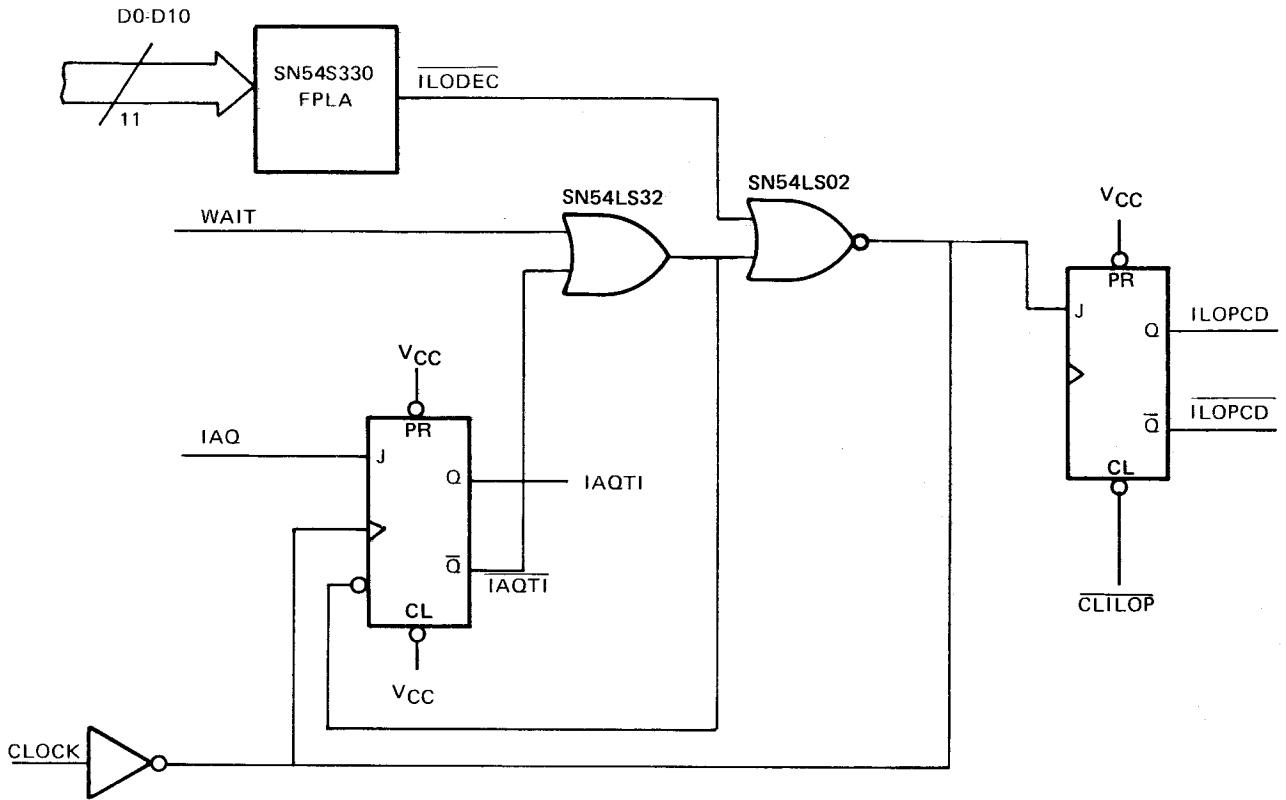 D0-D10
11
SN54S330
FPLA
ILODEC
WAIT
SN54LS32
SN54LS02
VCC
PR
J
Q
ILOPCD
Q
ILOPCD
CL
CLILOP
VCC
PR
IAQ
J
Q
IAQTI
Q
IAQTI
CL
VCC
CLOCK